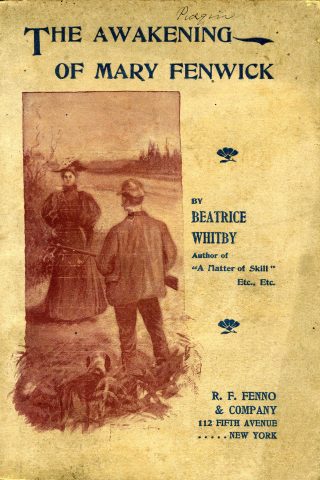 Pidgin
THE AWAKENING
OF MARY FENWICK
BY
BEATRICE
WHITBY
Author of
"A Matter of Skill"
Etc., Etc.
R. F. FENNO
& COMPANY
112 FIFTH AVENUE
.....NEW YORK